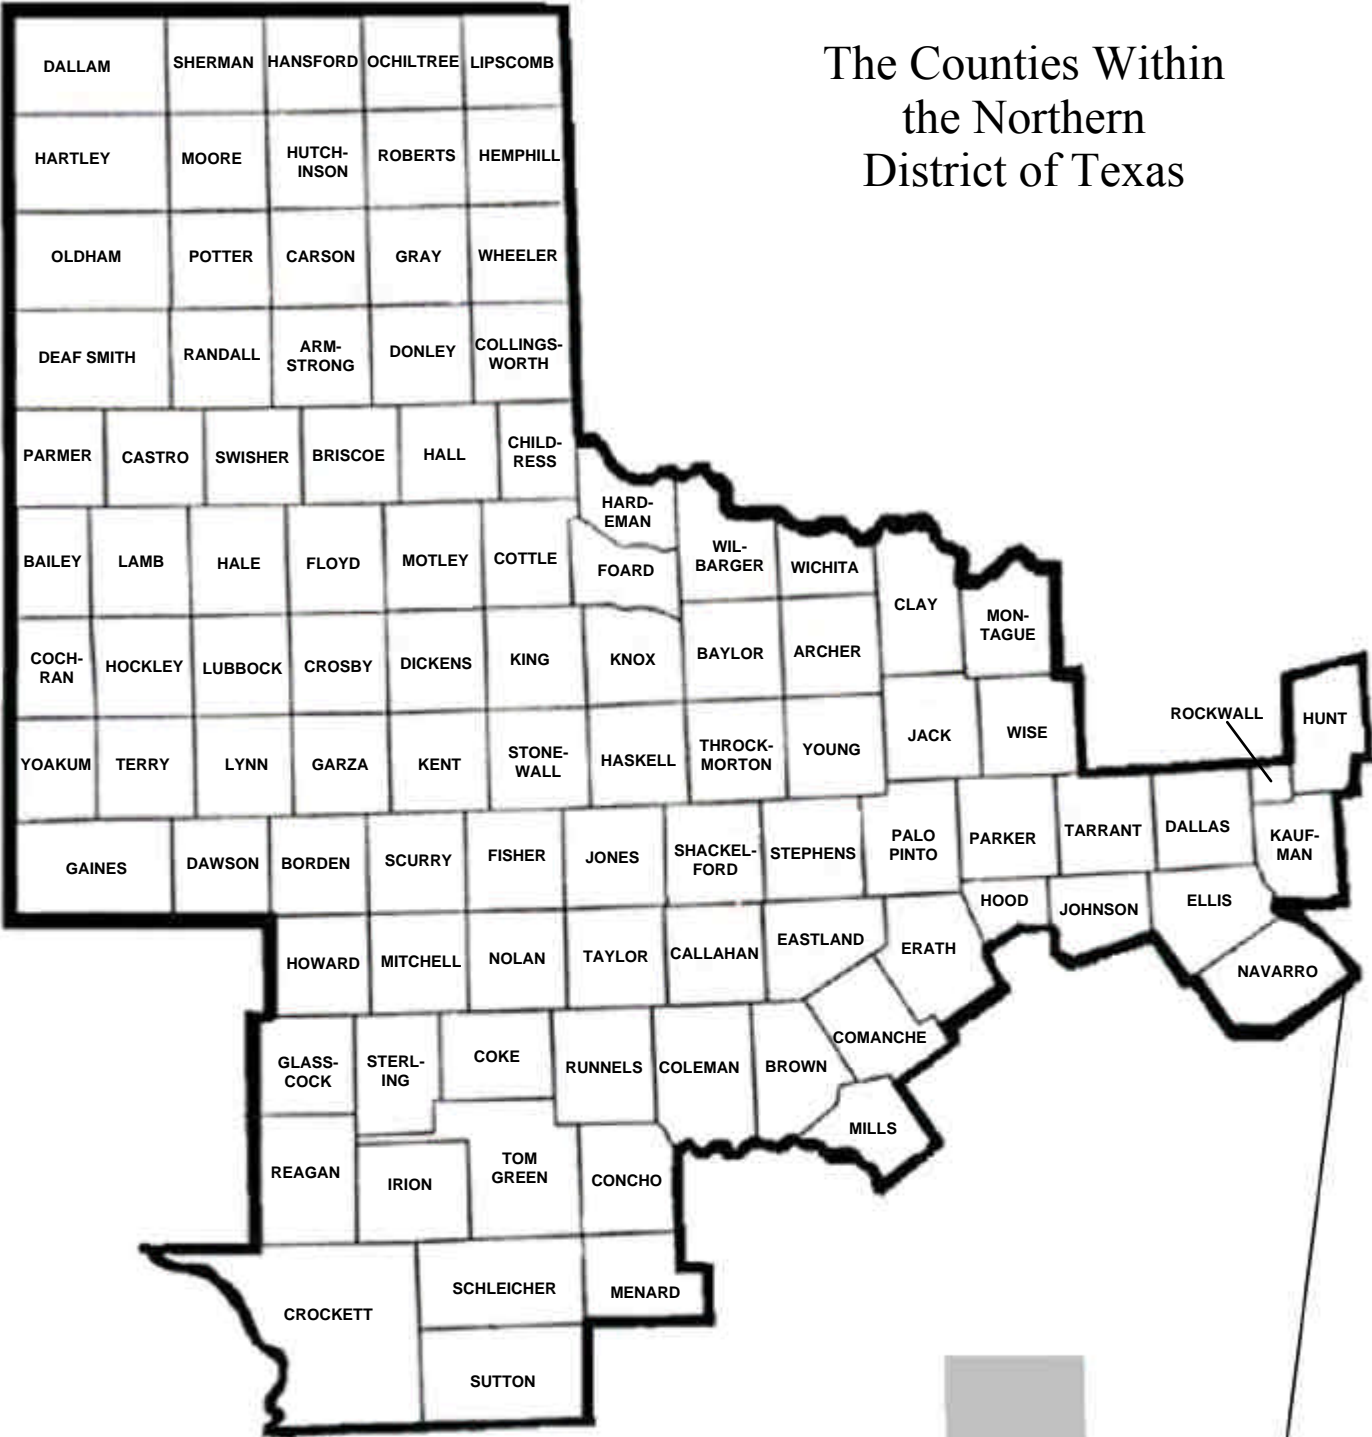 The Counties Within
the Northern
District of Texas
DALLAM
SHERMAN
HANSFORD
OCHILTREE
LIPSCOMB
HARTLEY
MOORE
HUTCH-
INSON
ROBERTS
HEMPHILL
OLDHAM
POTTER
CARSON
GRAY
WHEELER
DEAF SMITH
RANDALL
ARM-
STRONG
DONLEY
COLLINGS-
WORTH
PARMER
CASTRO
SWISHER
BRISCOE
HALL
CHILD-
RESS
HARD-
EMAN
BAILEY
LAMB
HALE
FLOYD
MOTLEY
COTTLE
FOARD
WIL-
BARGER
WICHITA
CLAY
MON-
TAGUE
COCH-
RAN
HOCKLEY
LUBBOCK
CROSBY
DICKENS
KING
KNOX
BAYLOR
ARCHER
YOAKUM
TERRY
LYNN
GARZA
KENT
STONE-
WALL
HASKELL
THROCK-
MORTON
YOUNG
JACK
WISE
ROCKWALL
HUNT
GAINES
DAWSON
BORDEN
SCURRY
FISHER
JONES
SHACKEL-
FORD
STEPHENS
PALO
PINTO
PARKER
TARRANT
DALLAS
KAUF-
MAN
HOOD
JOHNSON
ELLIS
HOWARD
MITCHELL
NOLAN
TAYLOR
CALLAHAN
EASTLAND
ERATH
NAVARRO
GLASS-
COCK
STERL-
ING
COKE
RUNNELS
COLEMAN
BROWN
COMANCHE
MILLS
REAGAN
IRION
TOM
GREEN
CONCHO
CROCKETT
SCHLEICHER
MENARD
SUTTON